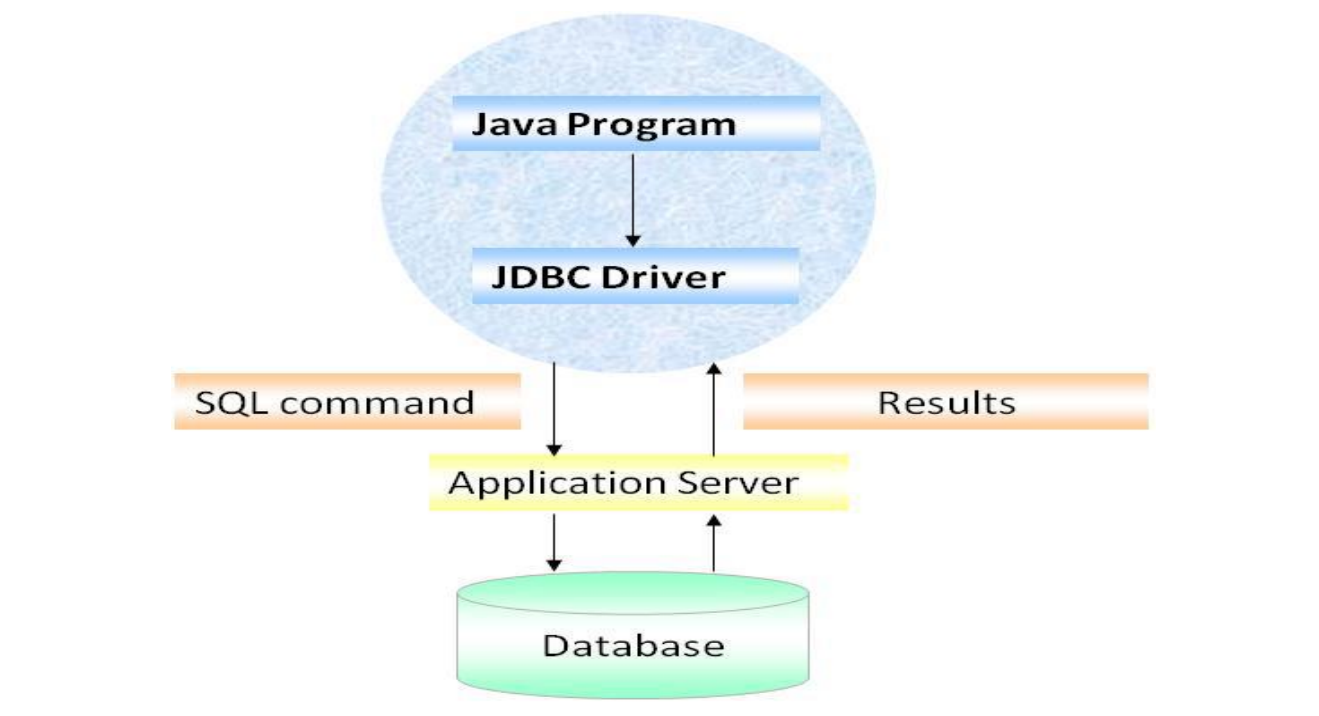 Java Program
JDBC Driver
SQL command
Results
Application Server
Database